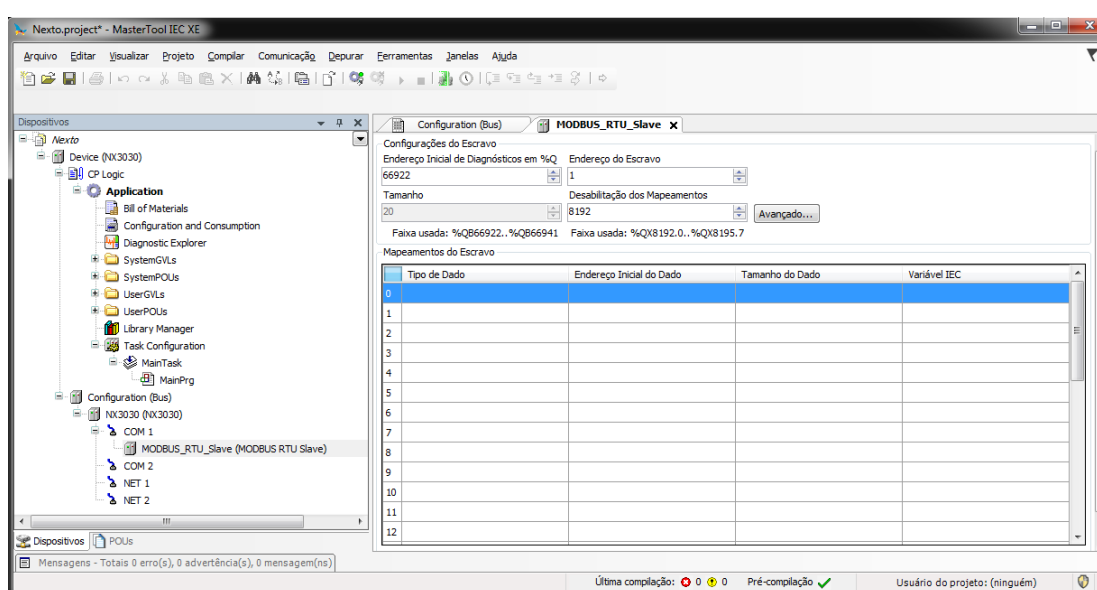 Nexto.project* - MasterTool IEC XE
Arquivo Editar Visualizar Projeto Compilar Comunicação Depurar Ferramentas Janelas Ajuda
Dispositivos
Nexto
Device (NX3030)
CP Logic
Application
Bill of Materials
Configuration and Consumption
Diagnostic Explorer
SystemGVLs
SystemPOUs
UserGVLs
UserPOUs
Library Manager
Task Configuration
MainTask
MainPrg
Configuration (Bus)
NX3030 (NX3030)
COM 1
MODBUS_RTU_Slave (MODBUS RTU Slave)
COM 2
NET 1
NET 2
Dispositivos POUs
Configuration (Bus) MODBUS_RTU_Slave
Configurações do Escravo
Endereço Inicial de Diagnósticos em %Q Endereço do Escravo
66922 1
Tamanho Desabilitação dos Mapeamentos
20 8192 Avançado...
Faixa usada: %QB66922..%QB66941 Faixa usada: %QX8192.0..%QX8195.7
Mapeamentos do Escravo
Tipo de Dado Endereço Inicial do Dado Tamanho do Dado Variável IEC
0
1
2
3
4
5
6
7
8
9
10
11
12
Mensagens - Totais 0 erro(s), 0 advertência(s), 0 mensagem(ns)
Última compilação: 0 0 Pré-compilação Usuário do projeto: (ninguém)